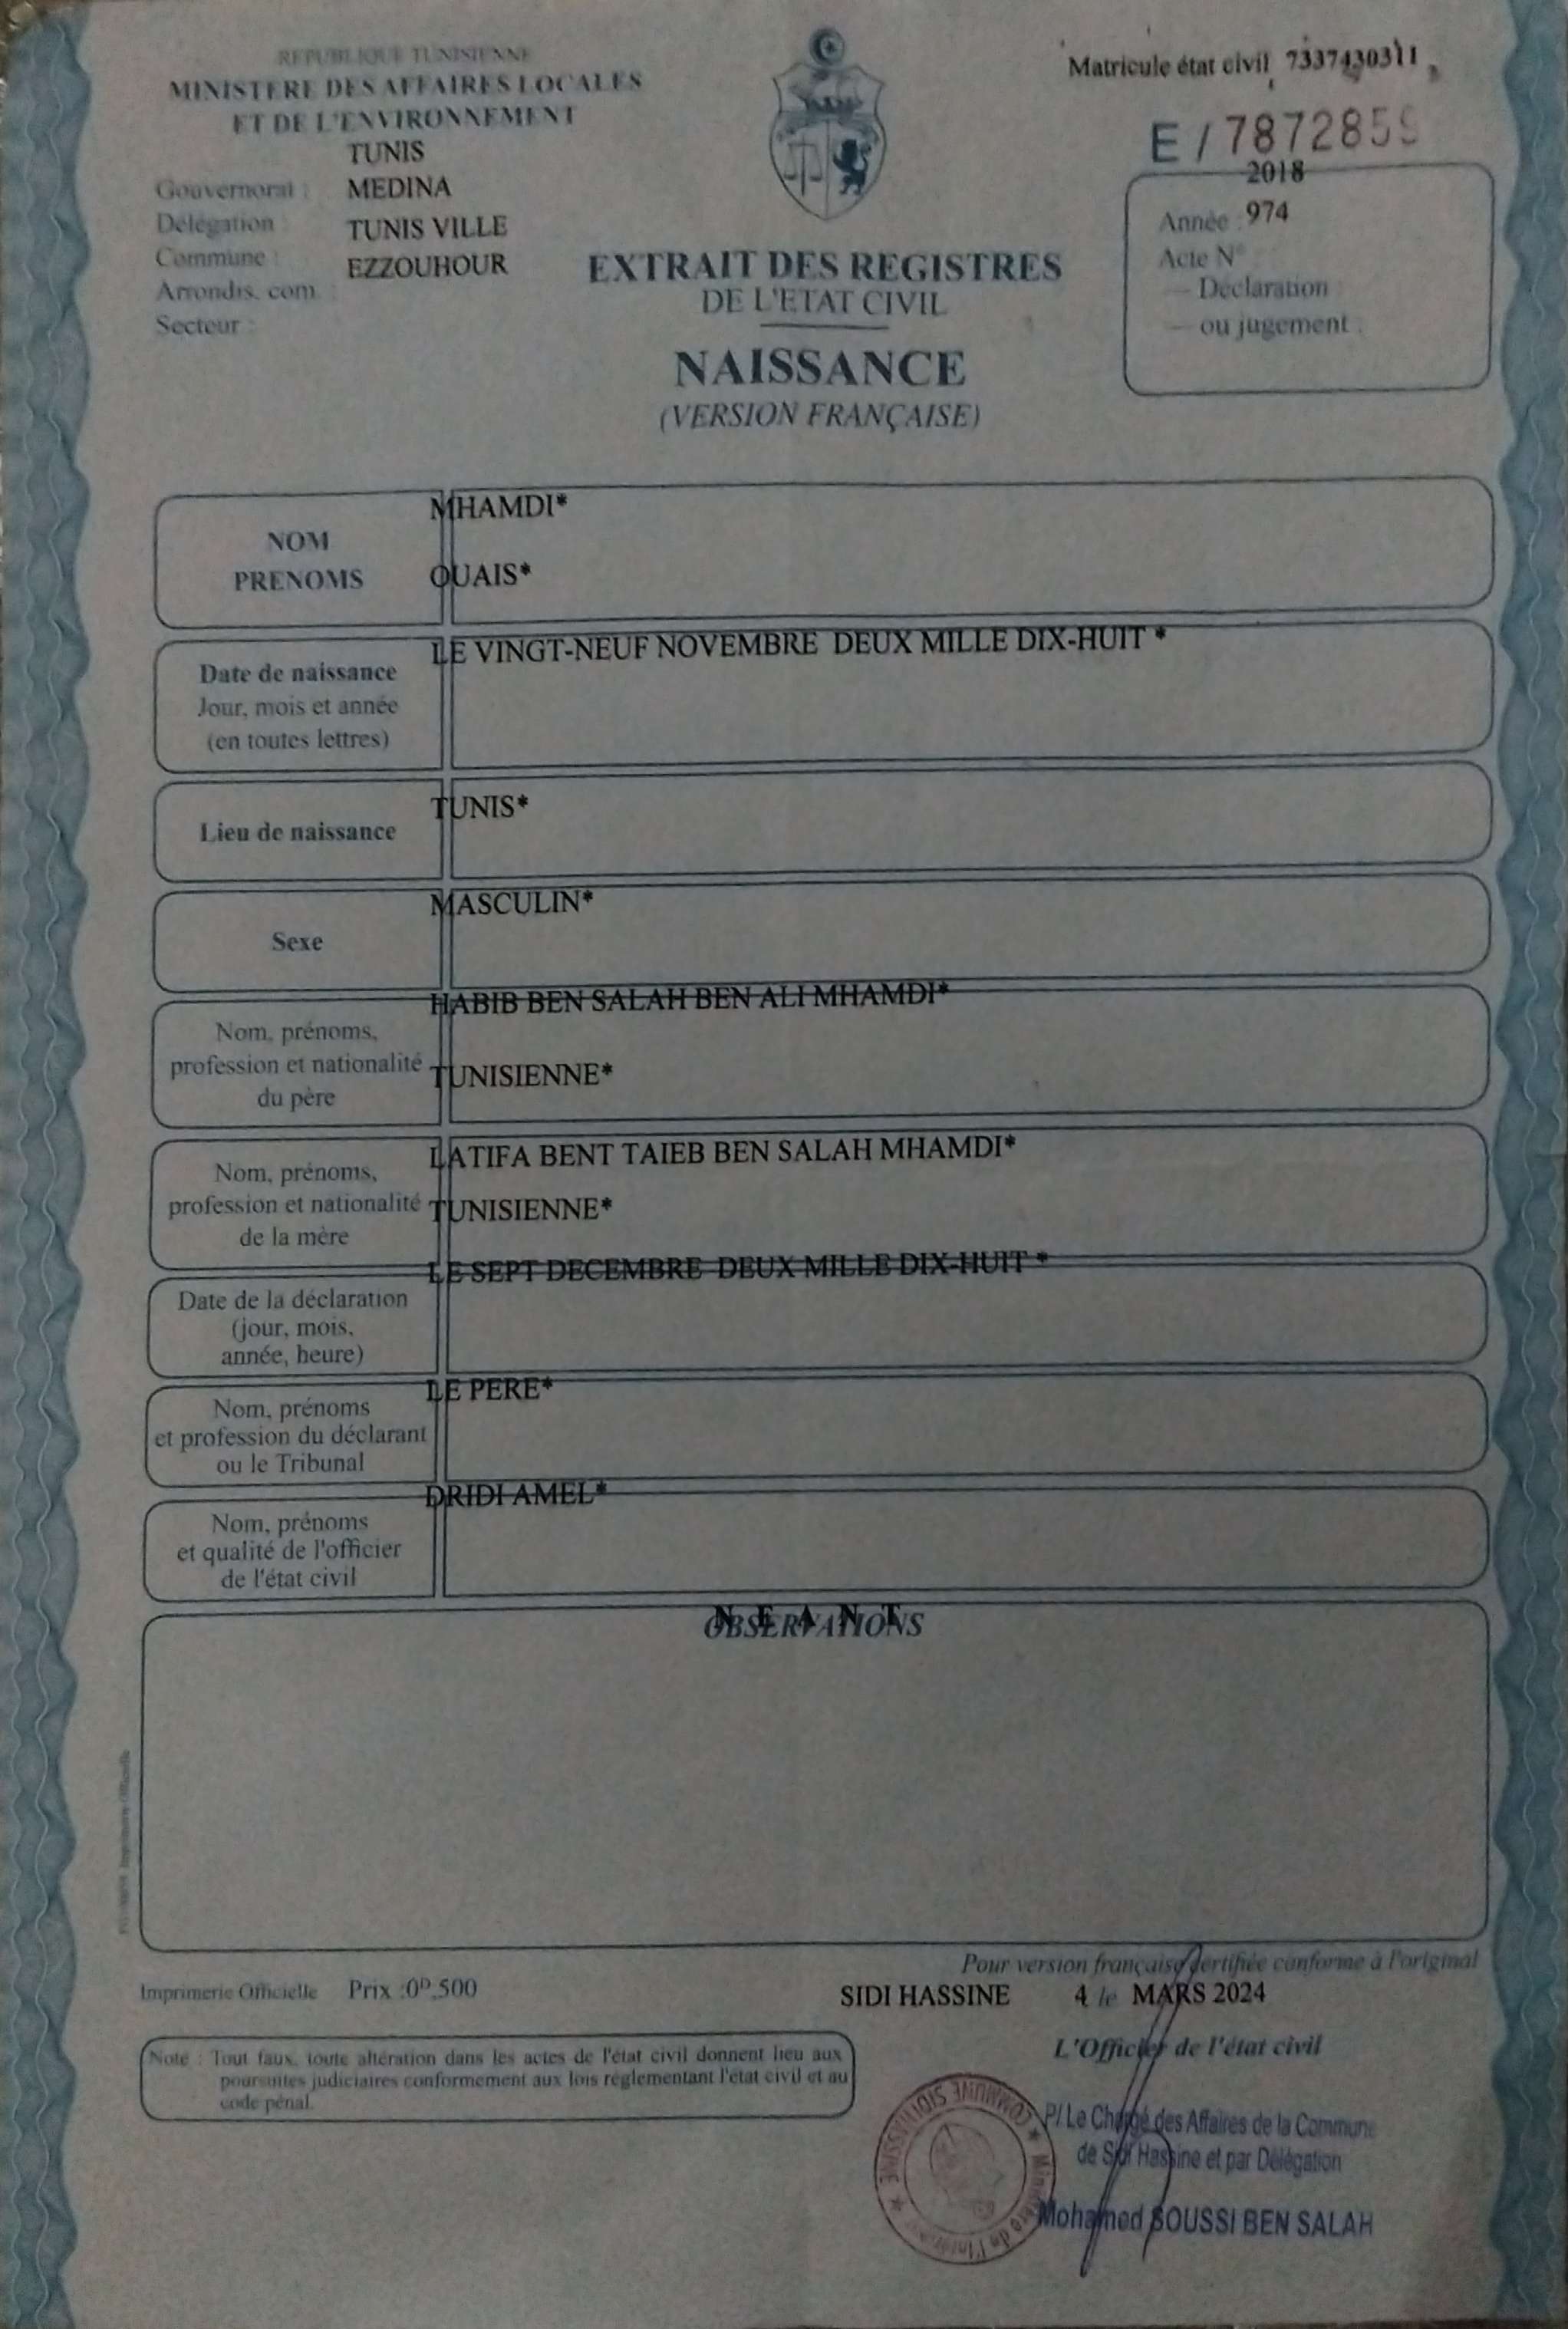 REPUBLIQUE TUNISIENNE
MINISTERE DES AFFAIRES LOCALES
ET DE L'ENVIRONNEMENT
TUNIS
Gouvernorat : MEDINA
Délégation : TUNIS VILLE
Commune : EZZOUHOUR
Arrondis. com. :
Secteur :
Matricule état civil 7337430311
E / 7872859
2018
Année : 974
Acte N°
— Déclaration
— ou jugement :
EXTRAIT DES REGISTRES
DE L'ETAT CIVIL
NAISSANCE
(VERSION FRANÇAISE)
NOM
PRENOMS
MHAMDI*
OUAIS*
Date de naissance
Jour, mois et année
(en toutes lettres)
LE VINGT-NEUF NOVEMBRE DEUX MILLE DIX-HUIT *
Lieu de naissance
TUNIS*
Sexe
MASCULIN*
Nom, prénoms,
profession et nationalité
du père
HABIB BEN SALAH BEN ALI MHAMDI*
TUNISIENNE*
Nom, prénoms,
profession et nationalité
de la mère
LATIFA BENT TAIEB BEN SALAH MHAMDI*
TUNISIENNE*
Date de la déclaration
(jour, mois,
année, heure)
LE SEPT DECEMBRE DEUX MILLE DIX-HUIT *
Nom, prénoms
et profession du déclarant
ou le Tribunal
LE PERE*
Nom, prénoms
et qualité de l'officier
de l'état civil
DRIDI AMEL*
OBSERVATIONS
N E A N T
Pour version française certifiée conforme à l'original
Imprimerie Officielle Prix :0ᴰ,500
SIDI HASSINE 4 le MARS 2024
L'Officier de l'état civil
Note : Tout faux, toute altération dans les actes de l'état civil donnent lieu aux
poursuites judiciaires conformement aux lois réglementant l'état civil et au
code pénal.
COMMUNE SIDI HASSINE * Ministère de l'Intérieur *
P/ Le Chargé des Affaires de la Commune
de Sidi Hassine et par Délégation
Mohamed SOUSSI BEN SALAH